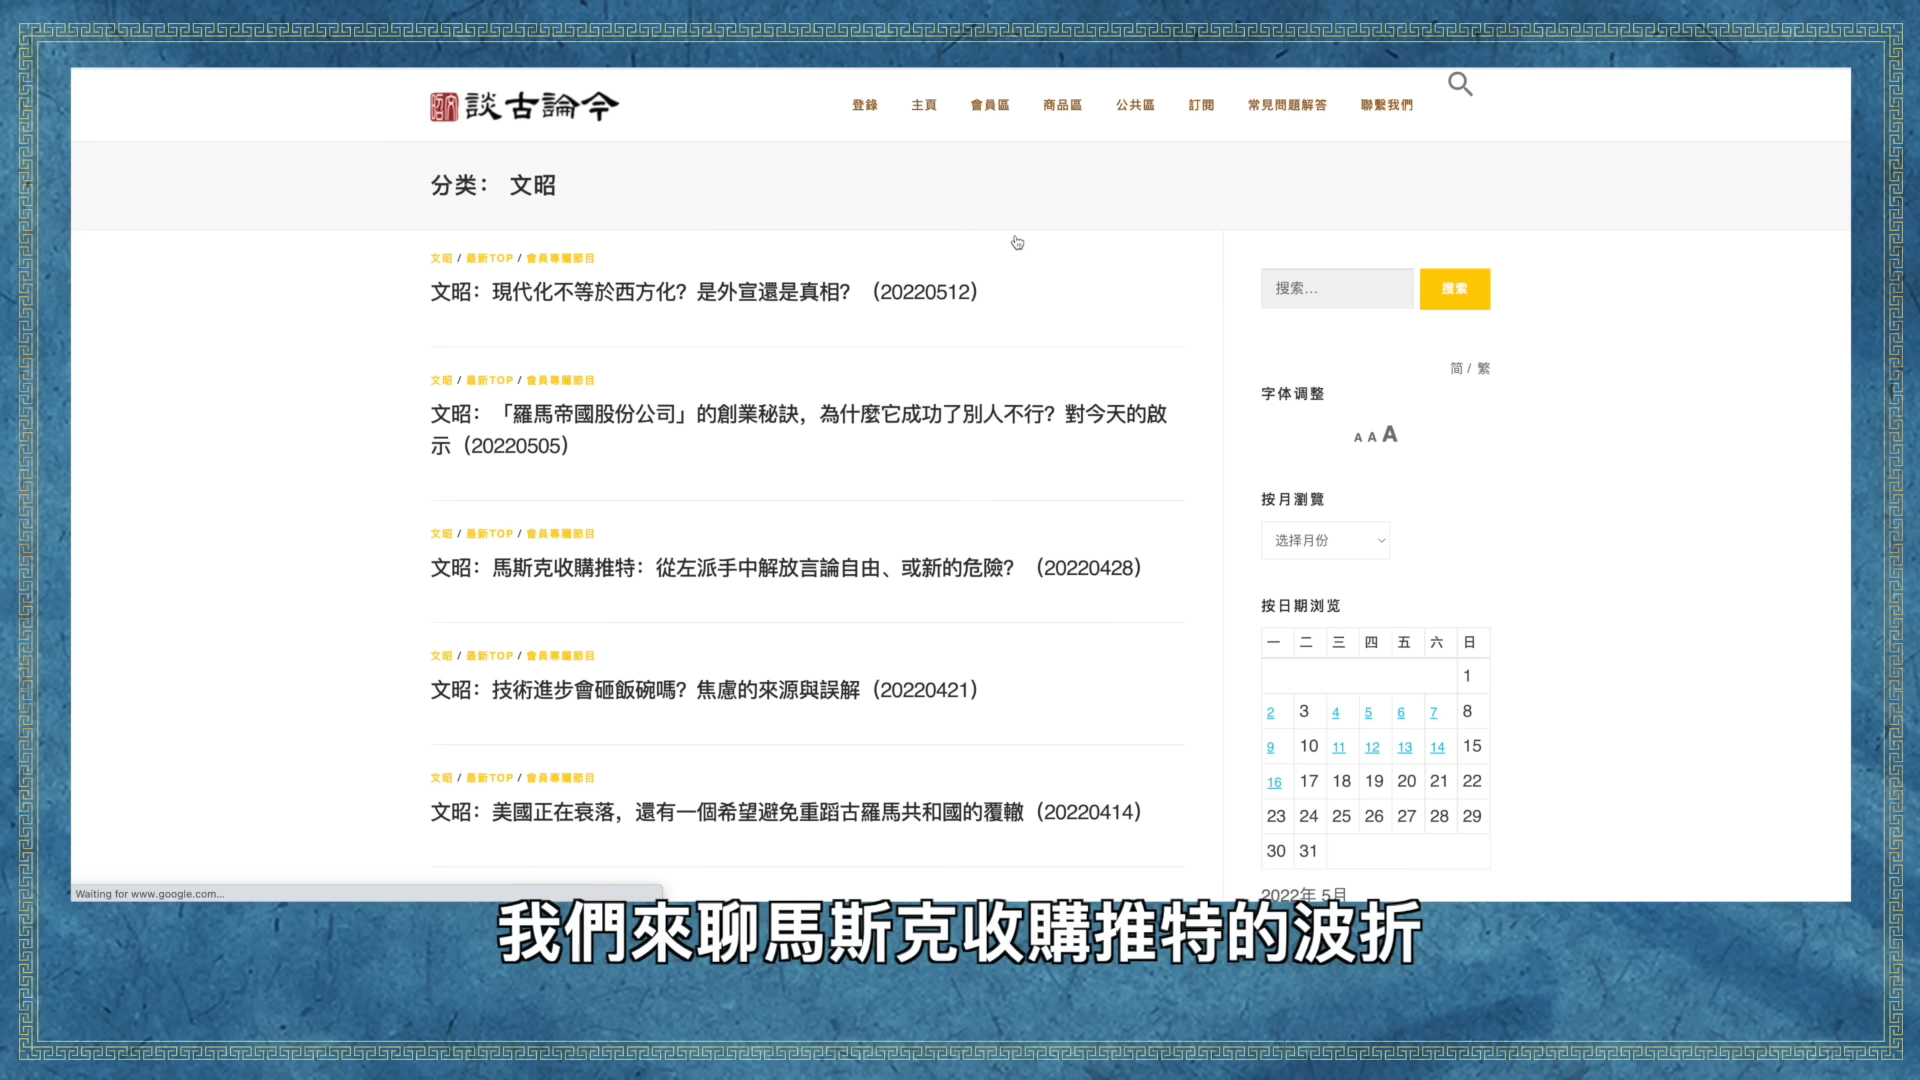 文昭 談古論今
登錄 主頁 會員區 商品區 公共區 訂閱 常見問題解答 聯繫我們
分类： 文昭
文昭 / 最新TOP / 會員專屬節目
文昭：現代化不等於西方化？是外宣還是真相？（20220512）
文昭 / 最新TOP / 會員專屬節目
文昭：「羅馬帝國股份公司」的創業秘訣，為什麼它成功了別人不行？對今天的啟
示（20220505）
文昭 / 最新TOP / 會員專屬節目
文昭：馬斯克收購推特：從左派手中解放言論自由、或新的危險？（20220428）
文昭 / 最新TOP / 會員專屬節目
文昭：技術進步會砸飯碗嗎？焦慮的來源與誤解（20220421）
文昭 / 最新TOP / 會員專屬節目
文昭：美國正在衰落，還有一個希望避免重蹈古羅馬共和國的覆轍（20220414）
搜索… 搜索
简 / 繁
字体调整
A A A
按月瀏覽
选择月份
按日期浏览
一 二 三 四 五 六 日
1
2 3 4 5 6 7 8
9 10 11 12 13 14 15
16 17 18 19 20 21 22
23 24 25 26 27 28 29
30 31
2022年 5月
Waiting for www.google.com...
我們來聊馬斯克收購推特的波折